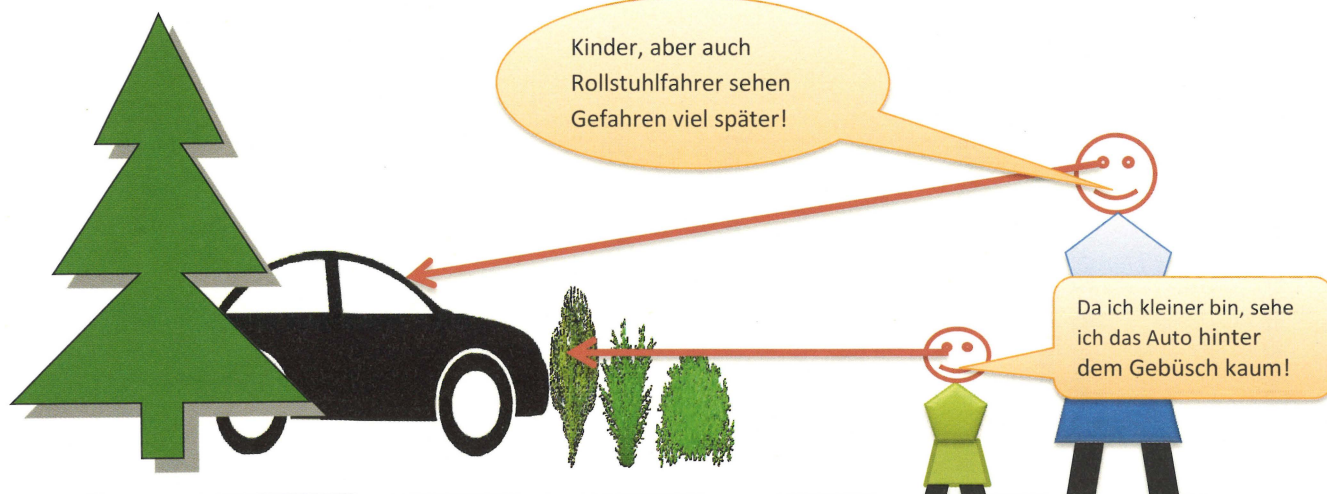 Kinder, aber auch
Rollstuhlfahrer sehen
Gefahren viel später!
Da ich kleiner bin, sehe
ich das Auto hinter
dem Gebüsch kaum!